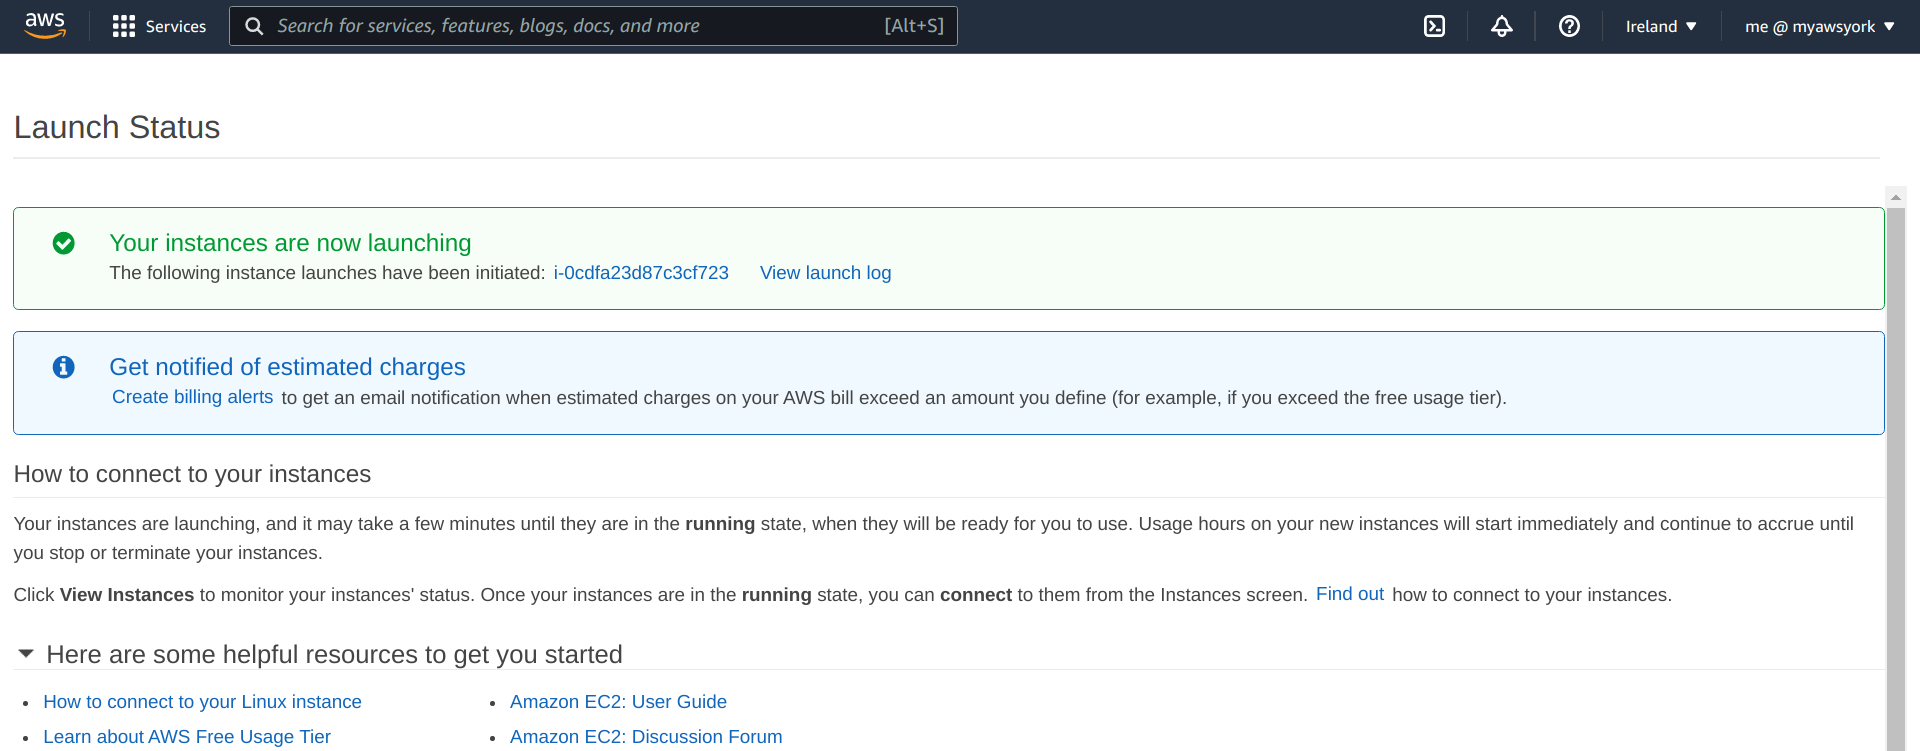 aws Services Search for services, features, blogs, docs, and more [Alt+S] Ireland me @ myawsyork
Launch Status
Your instances are now launching
The following instance launches have been initiated: i-0cdfa23d87c3cf723 View launch log
Get notified of estimated charges
Create billing alerts to get an email notification when estimated charges on your AWS bill exceed an amount you define (for example, if you exceed the free usage tier).
How to connect to your instances
Your instances are launching, and it may take a few minutes until they are in the running state, when they will be ready for you to use. Usage hours on your new instances will start immediately and continue to accrue until
you stop or terminate your instances.
Click View Instances to monitor your instances' status. Once your instances are in the running state, you can connect to them from the Instances screen. Find out how to connect to your instances.
Here are some helpful resources to get you started
• How to connect to your Linux instance • Amazon EC2: User Guide
• Learn about AWS Free Usage Tier • Amazon EC2: Discussion Forum